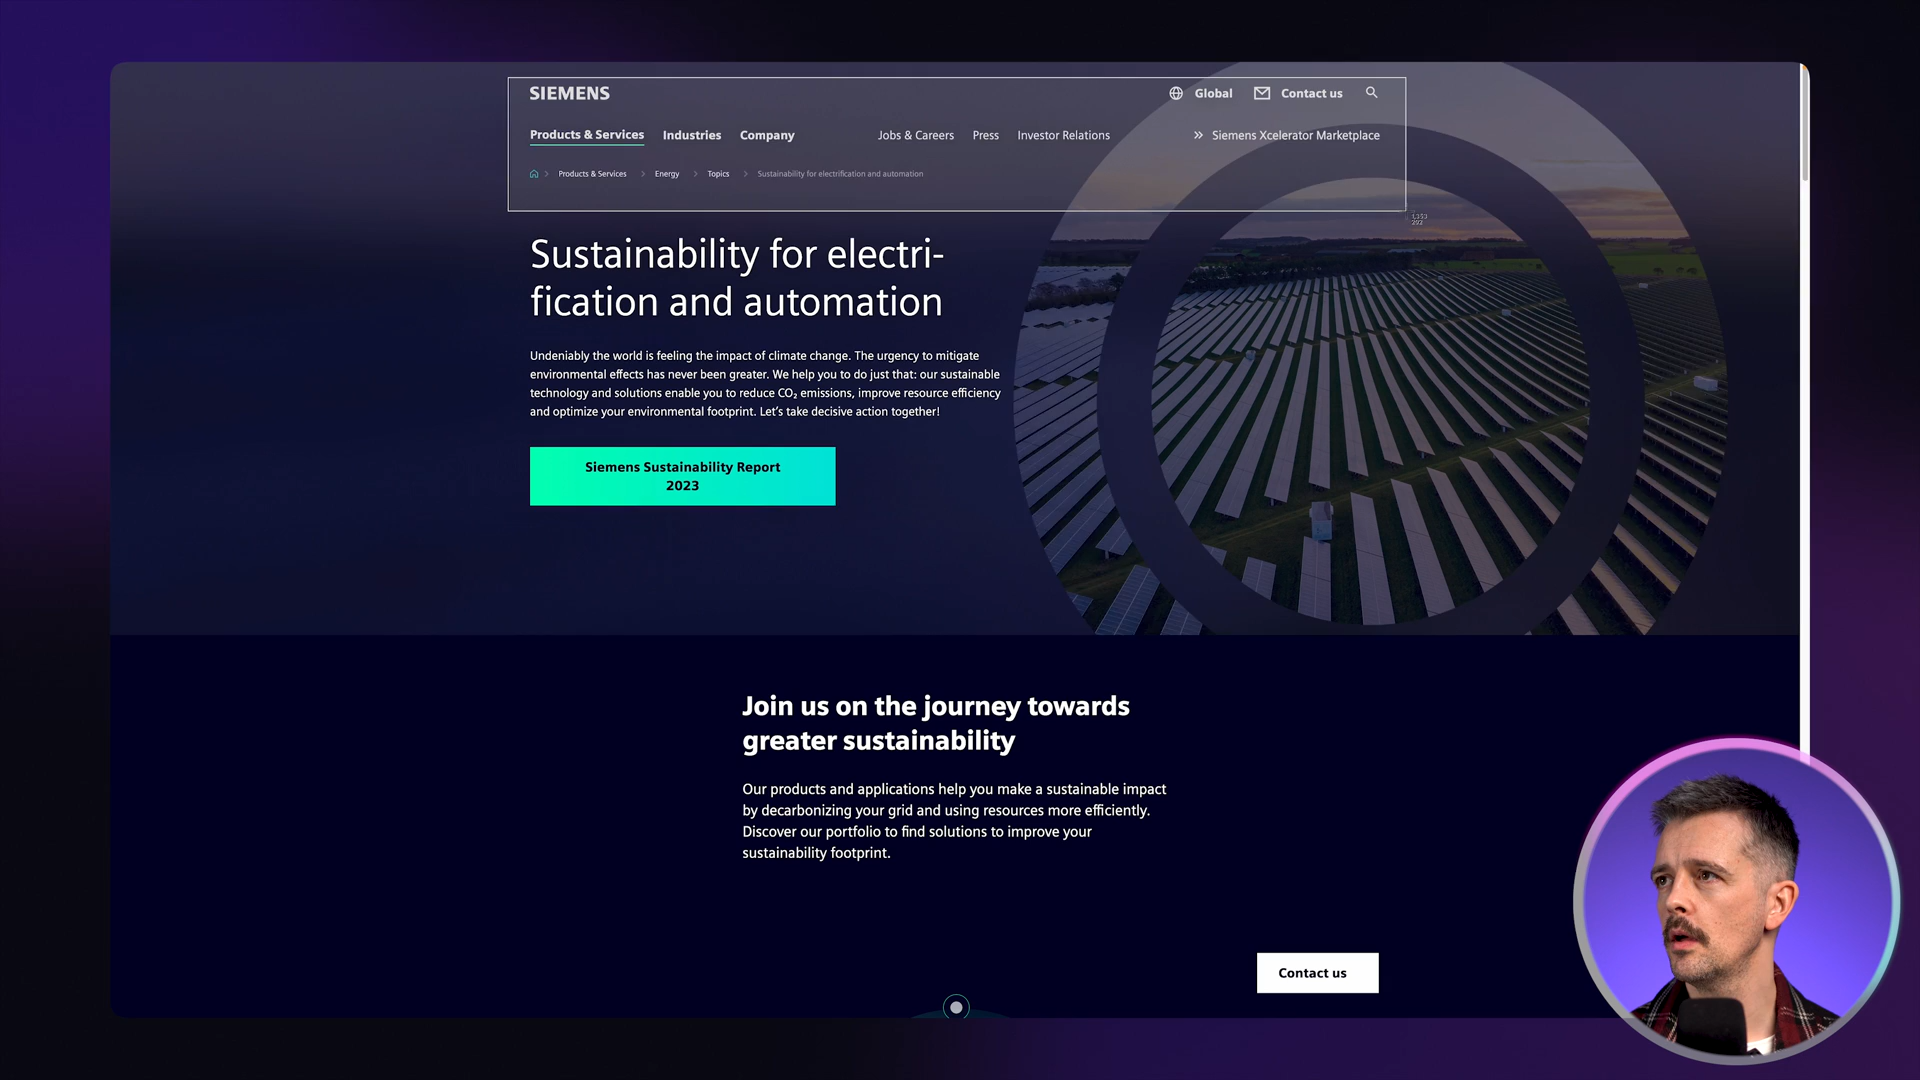 SIEMENS
Global
Contact us
Products & Services
Industries
Company
Jobs & Careers
Press
Investor Relations
Siemens Xcelerator Marketplace
Products & Services
Energy
Topics
Sustainability for electrification and automation
1,353
292
Sustainability for electri-
fication and automation
Undeniably the world is feeling the impact of climate change. The urgency to mitigate
environmental effects has never been greater. We help you to do just that: our sustainable
technology and solutions enable you to reduce CO₂ emissions, improve resource efficiency
and optimize your environmental footprint. Let’s take decisive action together!
Siemens Sustainability Report
2023
Join us on the journey towards
greater sustainability
Our products and applications help you make a sustainable impact
by decarbonizing your grid and using resources more efficiently.
Discover our portfolio to find solutions to improve your
sustainability footprint.
Contact us